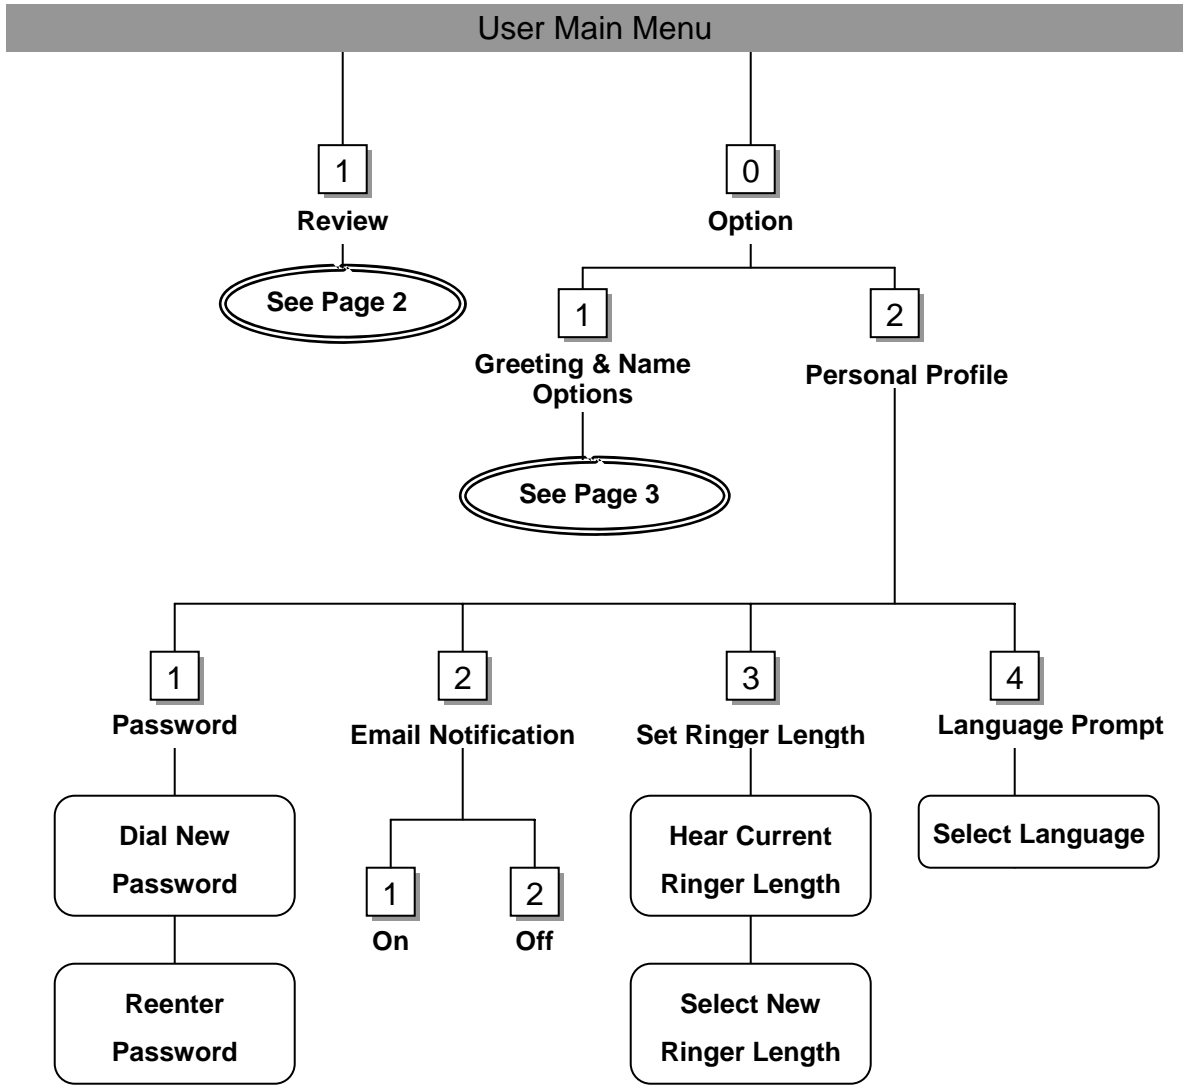 User Main Menu
1
0
Review
Option
See Page 2
1
2
Greeting & Name
Options
Personal Profile
See Page 3
1
2
3
4
Password
Email Notification
Set Ringer Length
Language Prompt
Dial New
Password
1
2
On
Off
Hear Current
Ringer Length
Select Language
Reenter
Password
Select New
Ringer Length